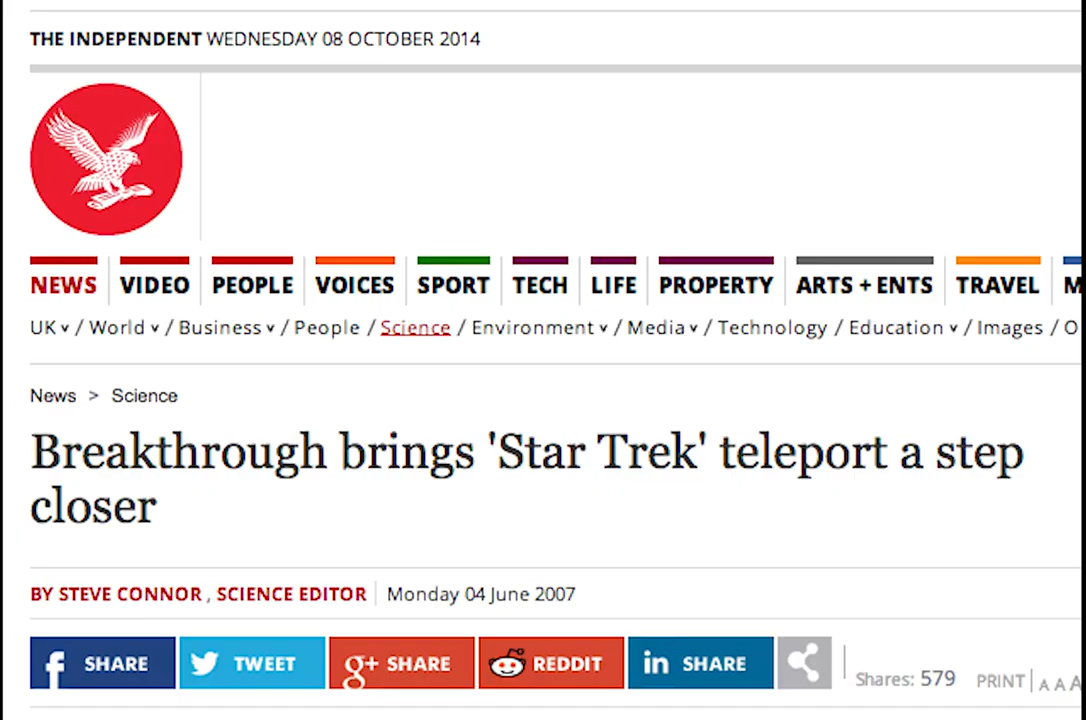 THE INDEPENDENT WEDNESDAY 08 OCTOBER 2014
NEWS VIDEO PEOPLE VOICES SPORT TECH LIFE PROPERTY ARTS + ENTS TRAVEL M
UK / World / Business / People / Science / Environment / Media / Technology / Education / Images / O
News > Science
Breakthrough brings 'Star Trek' teleport a step
closer
BY STEVE CONNOR , SCIENCE EDITOR Monday 04 June 2007
f SHARE TWEET g+ SHARE REDDIT in SHARE Shares: 579 PRINT A A A